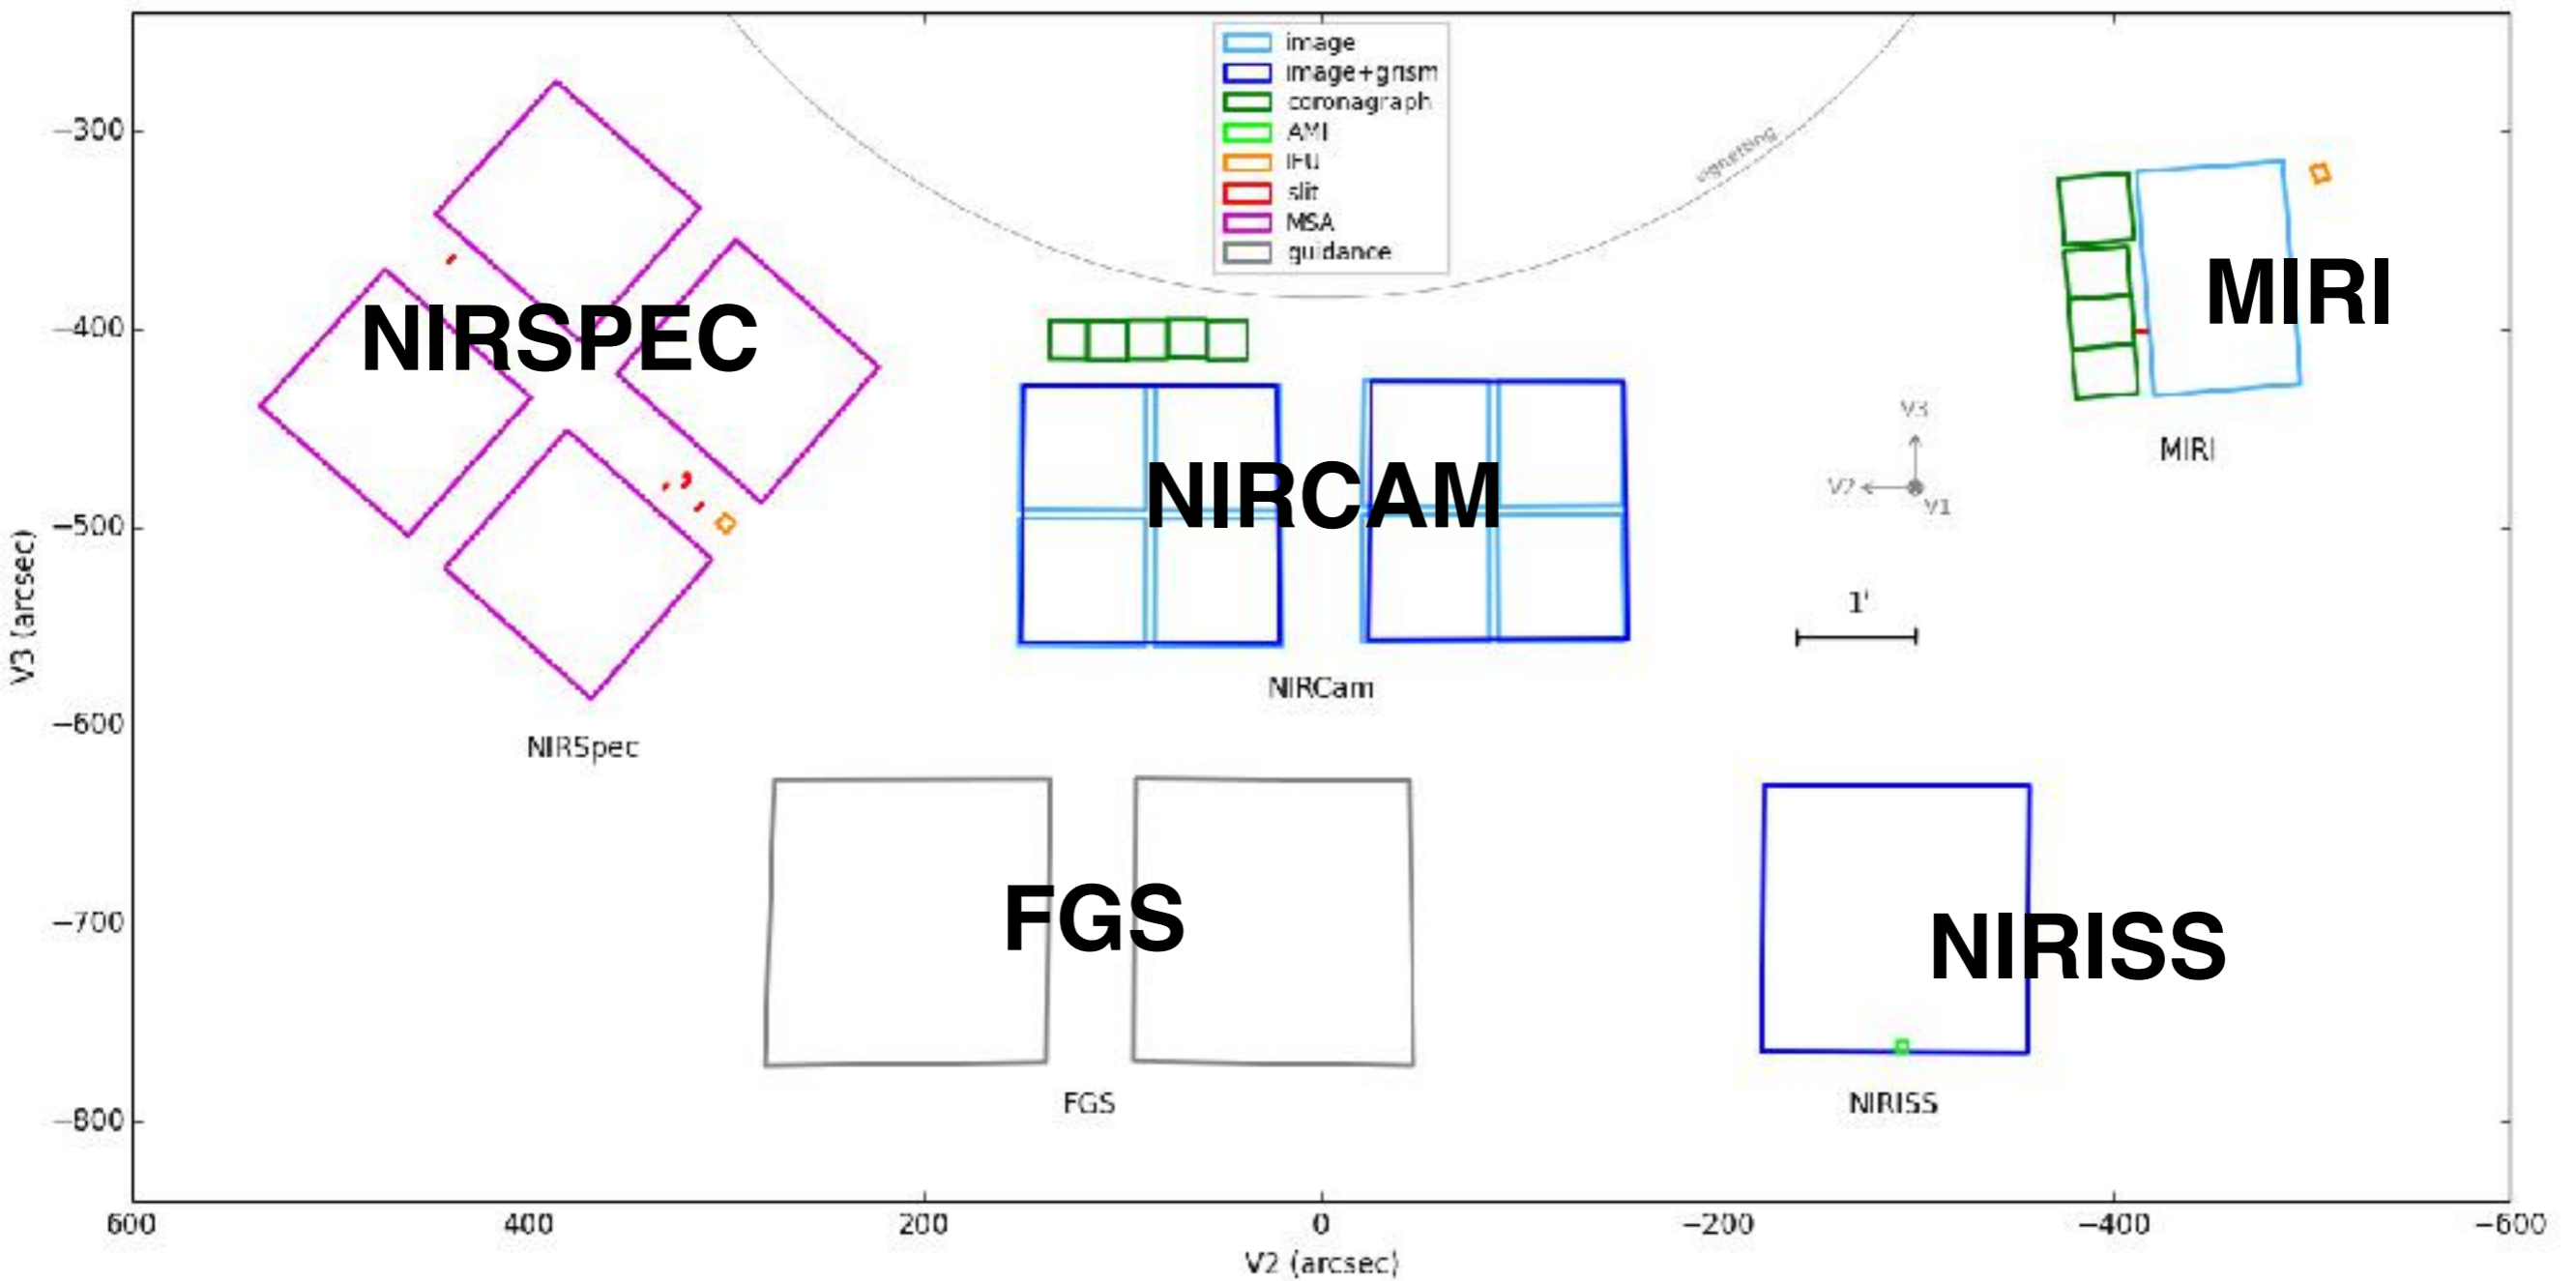 image
image+grism
coronagraph
AMI
IFU
slit
MSA
guidance
vignetting
−300
−400
−500
−600
−700
−800
V3 (arcsec)
NIRSPEC
NIRSpec
NIRCAM
NIRCam
MIRI
MIRI
V3
V2
V1
1'
FGS
FGS
NIRISS
NIRISS
600
400
200
0
−200
−400
−600
V2 (arcsec)